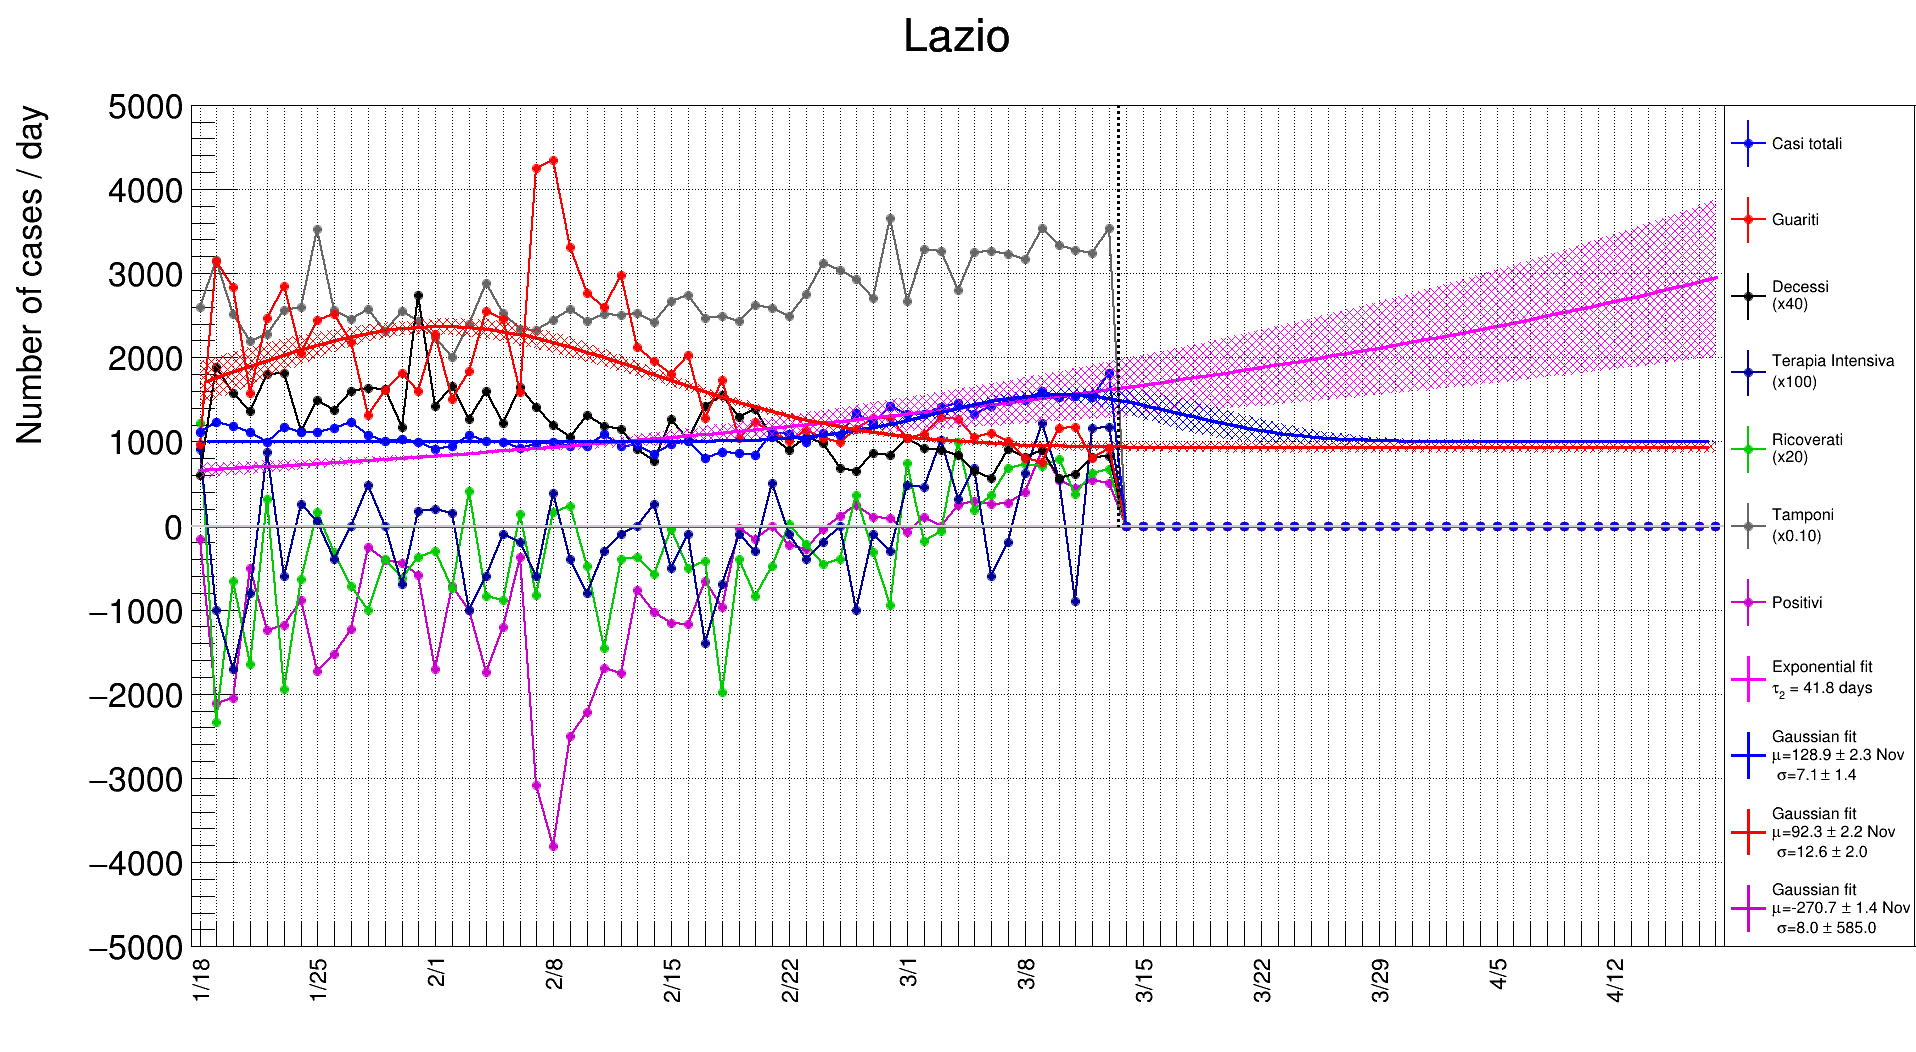 Lazio
Number of cases / day
5000
4000
3000
2000
1000
0
−1000
−2000
−3000
−4000
−5000
1/18
1/25
2/1
2/8
2/15
2/22
3/1
3/8
3/15
3/22
3/29
4/5
4/12
Casi totali
Guariti
Decessi
(x40)
Terapia Intensiva
(x100)
Ricoverati
(x20)
Tamponi
(x0.10)
Positivi
Exponential fit
τ2 = 41.8 days
Gaussian fit
μ=128.9 ± 2.3 Nov
σ=7.1 ± 1.4
Gaussian fit
μ=92.3 ± 2.2 Nov
σ=12.6 ± 2.0
Gaussian fit
μ=-270.7 ± 1.4 Nov
σ=8.0 ± 585.0